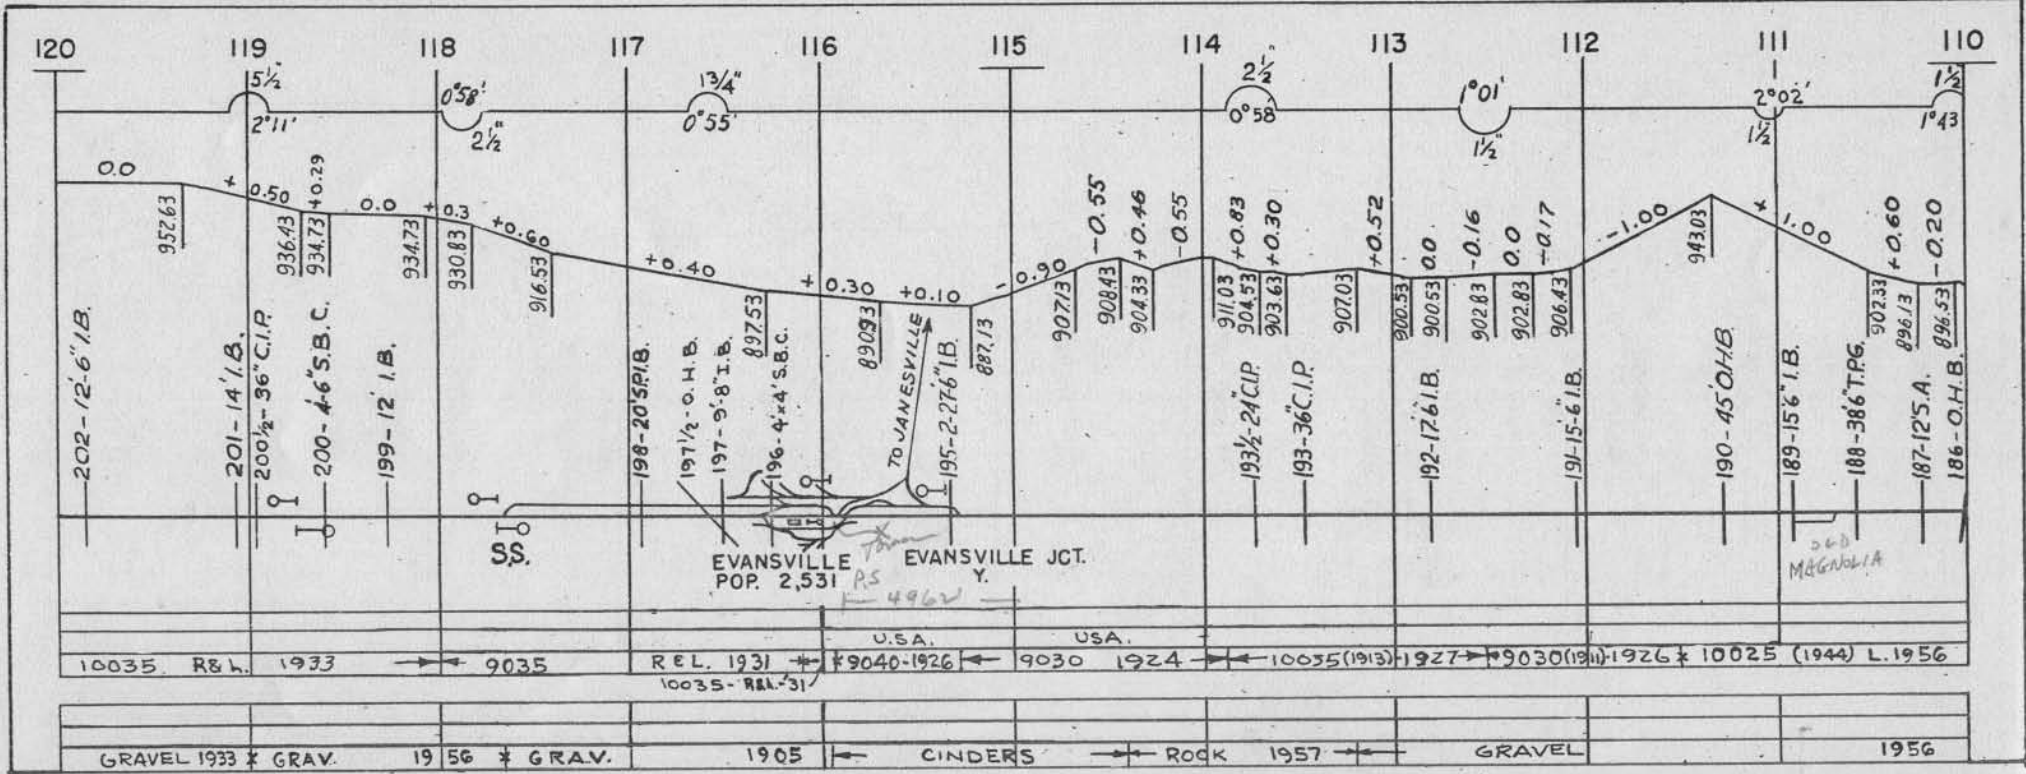 120 119 118 117 116 115 114 113 112 111 110
5½" 0°58' 1¾" 2½" 1°01' 2°02' 1½"
2°11' 2½" 0°55' 0°58' 1½" 1½" 1°43
0.0 + 0.50 +0.29 0.0 + 0.3 +0.60 +0.40 + 0.30 +0.10 -0.90 -0.55 +0.46 -0.55 +0.83 +0.30 +0.52 0.0 -0.16 0.0 -0.17 -1.00 + 1.00 +0.60 -0.20
952.63 936.43 934.73 934.73 930.83 916.53 897.53 890.93 887.13 907.13 908.43 904.33 911.03 904.53 903.63 907.03 900.53 900.53 902.83 902.83 906.43 943.03 902.33 896.13 896.53
202-12'-6" I.B.
201-14' I.B.
200½-36" C.I.P.
200-4'-6" S.B.C.
199-12' I.B.
198-20' S.P.I.B.
197½-O.H.B.
197-9'-8" I.B.
196-4'x4' S.B.C.
TO JANESVILLE
195-2-27'6" I.B.
193½-24" C.I.P.
193-36" C.I.P.
192-17'6 I.B.
191-15'-6" I.B.
190-45' O.H.B.
189-15'6" I.B.
188-38'6" T.P.G.
187-12' S.A.
186-O.H.B.
S.S.
EVANSVILLE
POP. 2,531
P.S
EVANSVILLE JCT.
Y.
4962
MAGNOLIA
U.S.A. USA.
10035 R&L. 1933 9035 R&L. 1931 9040-1926 9030 1924 10035(1913)-1927 9030(1911)-1926 10025 (1944) L. 1956
10035-R&L-'31
GRAVEL 1933 GRAV. 1956 GRAV. 1905 CINDERS ROCK 1957 GRAVEL 1956